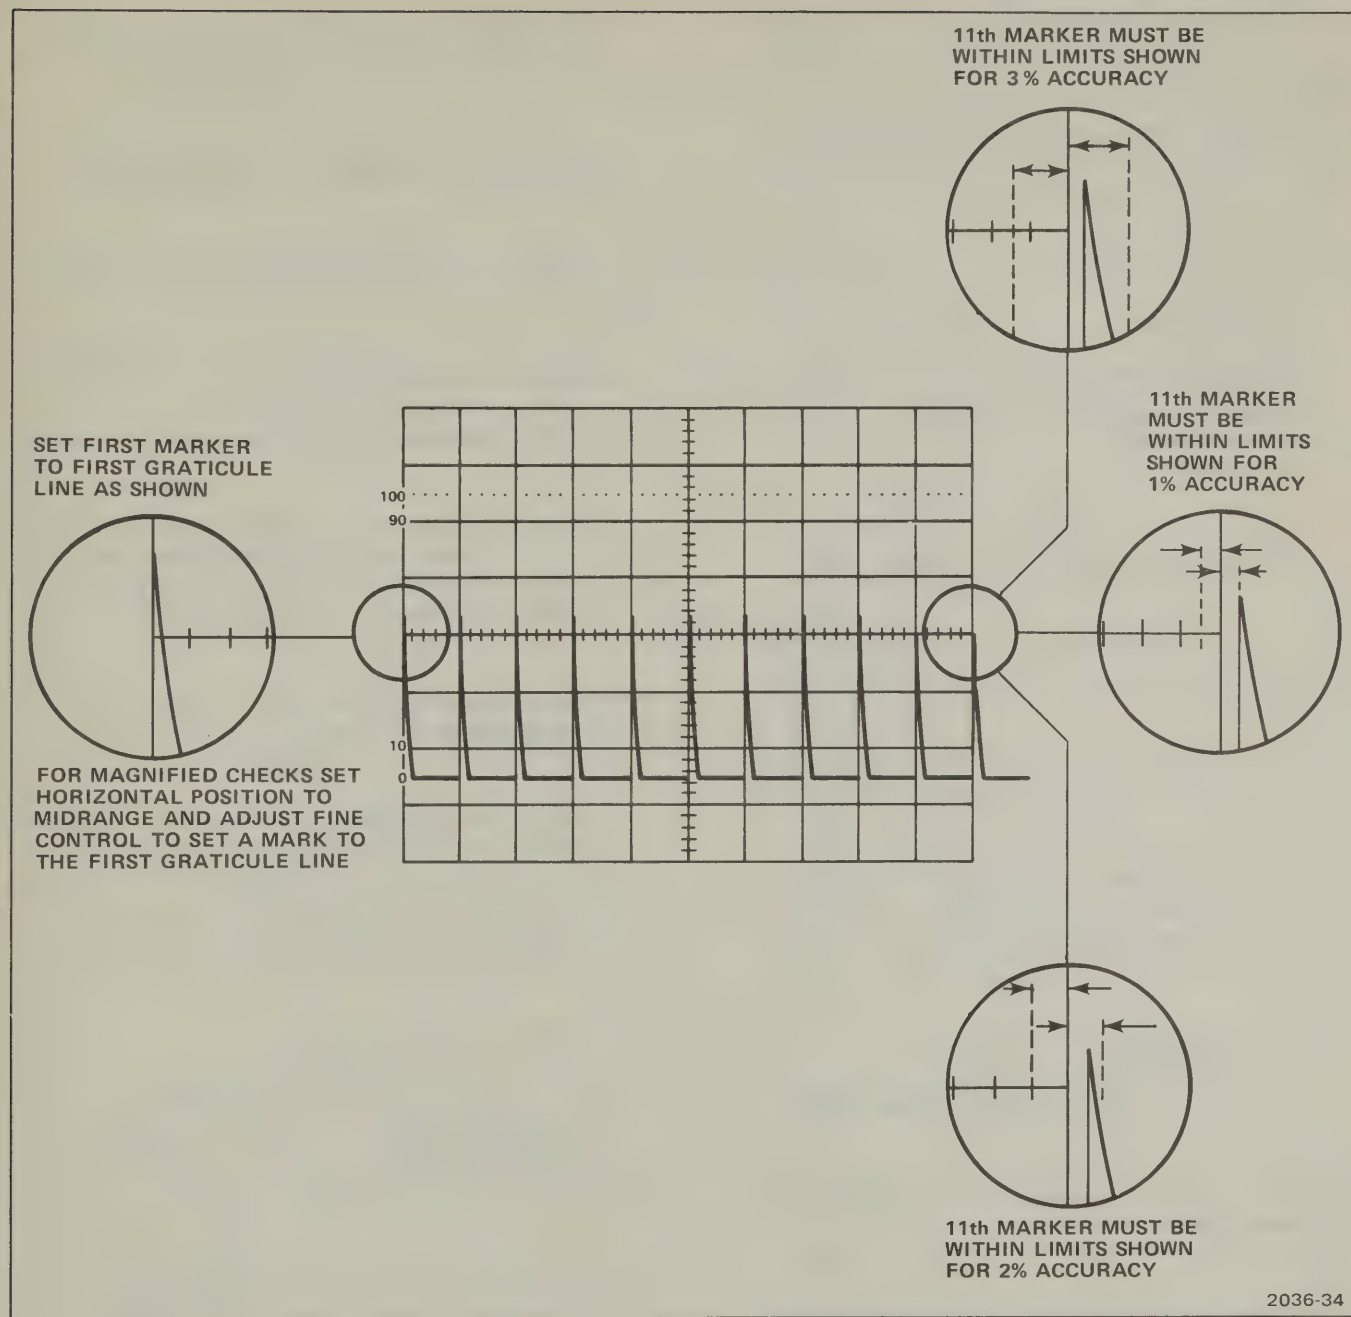 11th MARKER MUST BE
WITHIN LIMITS SHOWN
FOR 3% ACCURACY
11th MARKER
MUST BE
WITHIN LIMITS
SHOWN FOR
1% ACCURACY
SET FIRST MARKER
TO FIRST GRATICULE
LINE AS SHOWN
100
90
10
0
FOR MAGNIFIED CHECKS SET
HORIZONTAL POSITION TO
MIDRANGE AND ADJUST FINE
CONTROL TO SET A MARK TO
THE FIRST GRATICULE LINE
11th MARKER MUST BE
WITHIN LIMITS SHOWN
FOR 2% ACCURACY
2036-34